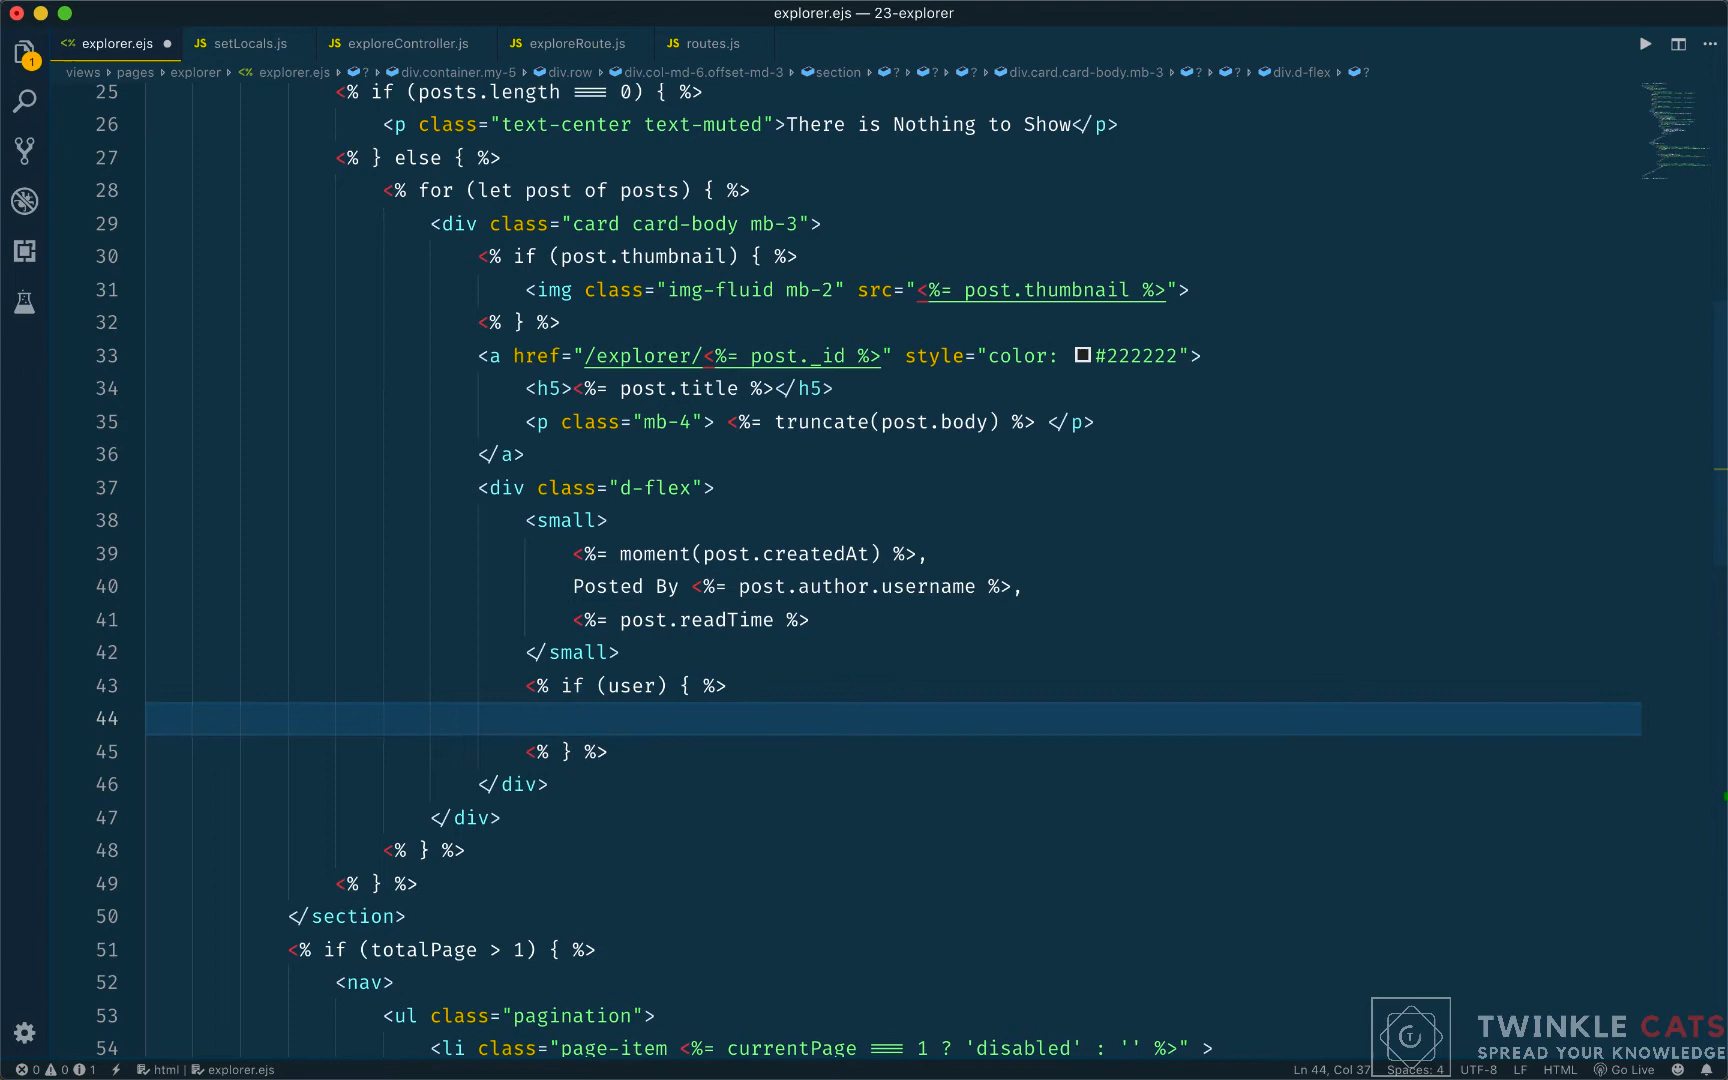 explorer.ejs — 23-explorer
<% explorer.ejs ● JS setLocals.js JS exploreController.js JS exploreRoute.js JS routes.js
views > pages > explorer > <% explorer.ejs > ? > div.container.my-5 > div.row > div.col-md-6.offset-md-3 > section > ? > ? > ? > div.card.card-body.mb-3 > ? > ? > div.d-flex > ?
1
25 <% if (posts.length === 0) { %>
26 <p class="text-center text-muted">There is Nothing to Show</p>
27 <% } else { %>
28 <% for (let post of posts) { %>
29 <div class="card card-body mb-3">
30 <% if (post.thumbnail) { %>
31 <img class="img-fluid mb-2" src="<%= post.thumbnail %>">
32 <% } %>
33 <a href="/explorer/<%= post._id %>" style="color: #222222">
34 <h5><%= post.title %></h5>
35 <p class="mb-4"> <%= truncate(post.body) %> </p>
36 </a>
37 <div class="d-flex">
38 <small>
39 <%= moment(post.createdAt) %>,
40 Posted By <%= post.author.username %>,
41 <%= post.readTime %>
42 </small>
43 <% if (user) { %>
44
45 <% } %>
46 </div>
47 </div>
48 <% } %>
49 <% } %>
50 </section>
51 <% if (totalPage > 1) { %>
52 <nav>
53 <ul class="pagination">
54 <li class="page-item <%= currentPage === 1 ? 'disabled' : '' %>" >
TWINKLE CATS
SPREAD YOUR KNOWLEDGE
0 0 1 html explorer.ejs Ln 44, Col 37 Spaces: 4 UTF-8 LF HTML Go Live